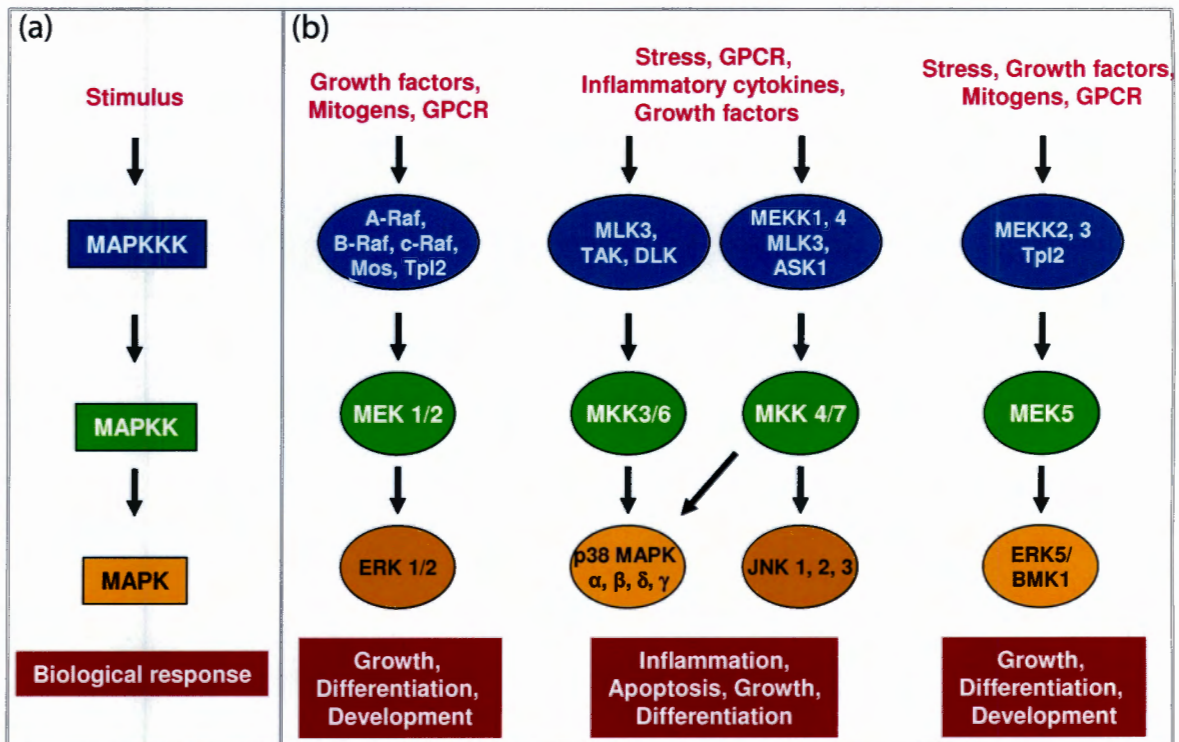 (a)
Stimulus
MAPKKK
MAPKK
MAPK
Biological response
(b)
Growth factors,
Mitogens, GPCR
A-Raf,
B-Raf, c-Raf,
Mos, Tpl2
MEK 1/2
ERK 1/2
Growth,
Differentiation,
Development
Stress, GPCR,
Inflammatory cytokines,
Growth factors
MLK3,
TAK, DLK
MKK3/6
p38 MAPK
α, β, δ, γ
MEKK1, 4
MLK3,
ASK1
MKK 4/7
JNK 1, 2, 3
Inflammation,
Apoptosis, Growth,
Differentiation
Stress, Growth factors,
Mitogens, GPCR
MEKK2, 3
Tpl2
MEK5
ERK5/
BMK1
Growth,
Differentiation,
Development